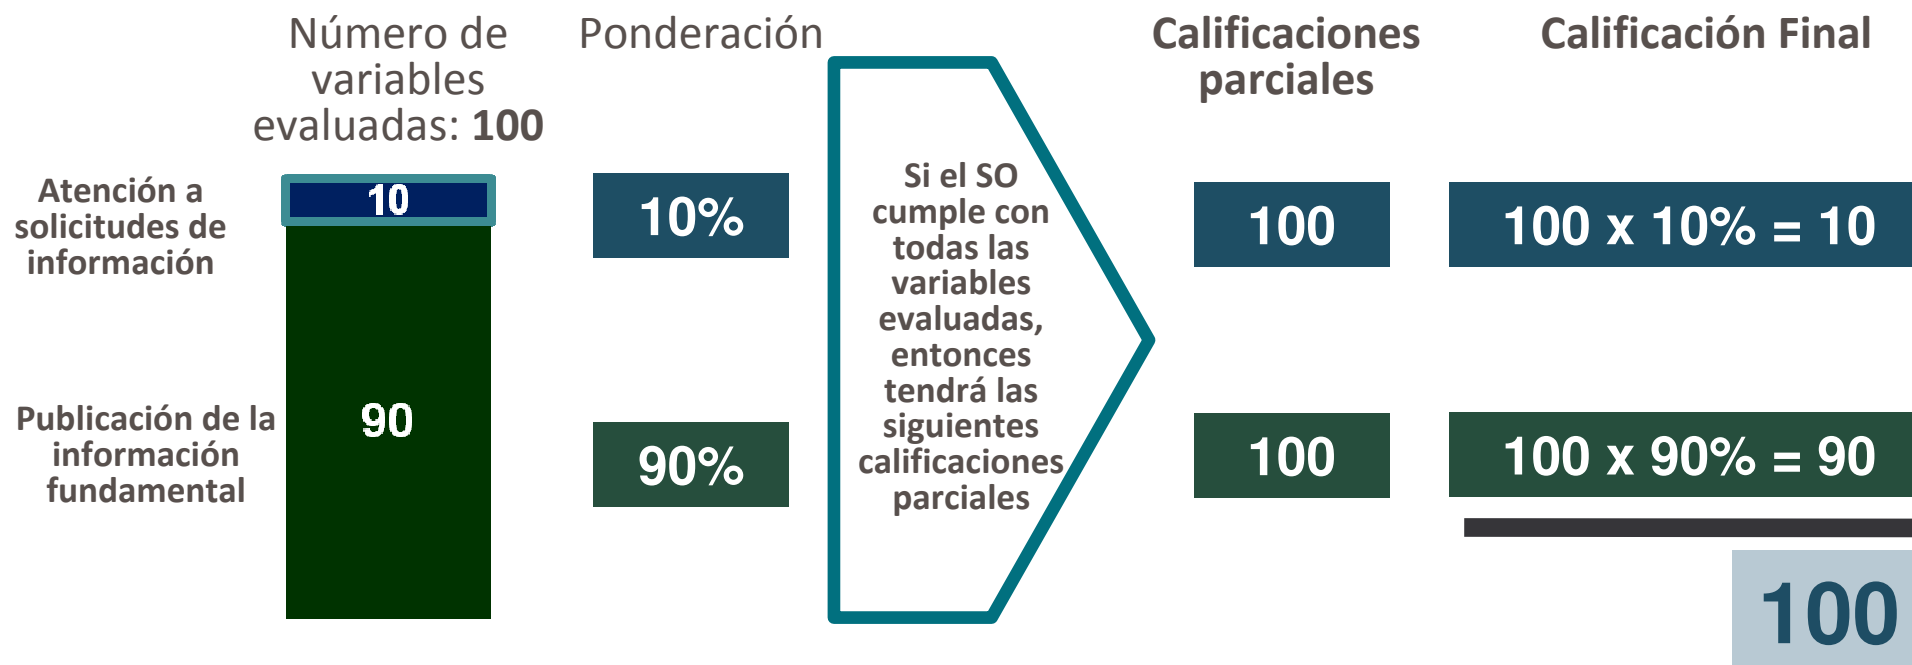 Número de
variables
evaluadas: 100
Ponderación
Calificaciones
parciales
Calificación Final
Atención a
solicitudes de
información
10
10%
Si el SO
cumple con
todas las
variables
evaluadas,
entonces
tendrá las
siguientes
calificaciones
parciales
100
100 x 10% = 10
Publicación de la
información
fundamental
90
90%
100
100 x 90% = 90
100